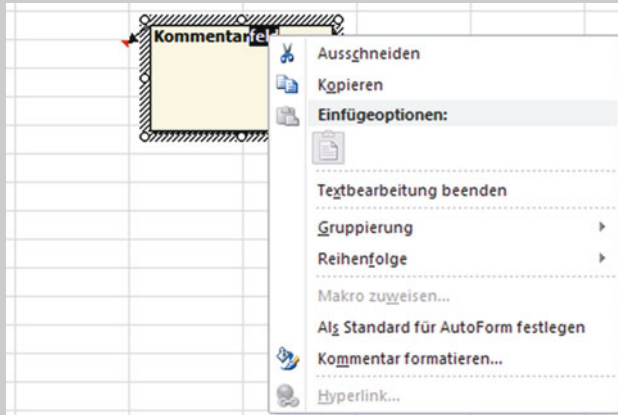 Kommentarfeld
Ausschneiden
Kopieren
Einfügeoptionen:
Textbearbeitung beenden
Gruppierung
Reihenfolge
Makro zuweisen...
Als Standard für AutoForm festlegen
Kommentar formatieren...
Hyperlink...